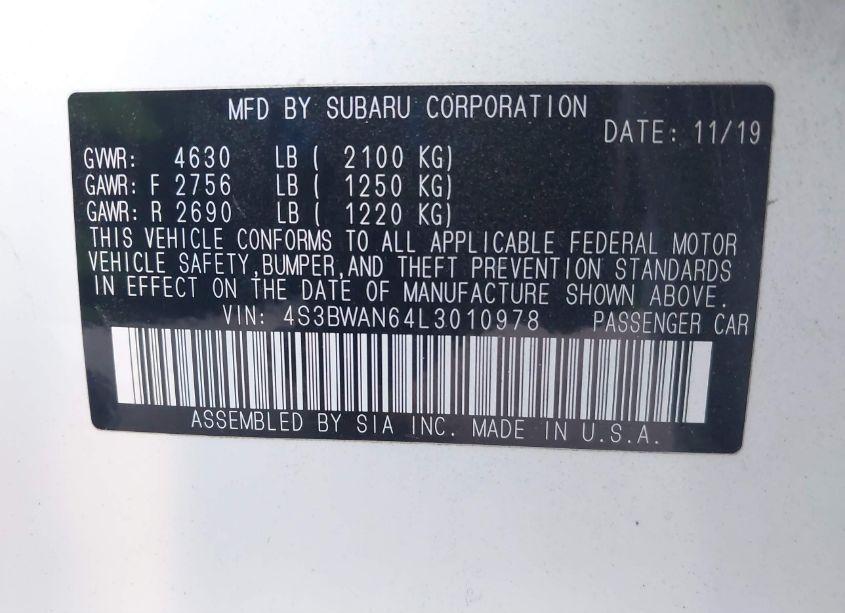 MFD BY SUBARU CORPORATION
DATE: 11/19
GVWR: 4630 LB ( 2100 KG)
GAWR: F 2756 LB ( 1250 KG)
GAWR: R 2690 LB ( 1220 KG)
THIS VEHICLE CONFORMS TO ALL APPLICABLE FEDERAL MOTOR
VEHICLE SAFETY,BUMPER,AND THEFT PREVENTION STANDARDS
IN EFFECT ON THE DATE OF MANUFACTURE SHOWN ABOVE.
VIN: 4S3BWAN64L3010978 PASSENGER CAR
ASSEMBLED BY SIA INC. MADE IN U.S.A.